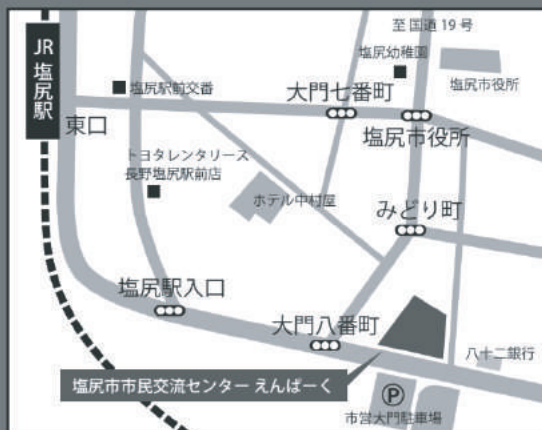 至 国道 19 号
塩尻幼稚園
塩尻市役所
JR 塩尻駅
塩尻駅前交番
大門七番町
東口
塩尻市役所
トヨタレンタリース
長野塩尻駅前店
ホテル中村屋
みどり町
塩尻駅入口
大門八番町
八十二銀行
塩尻市市民交流センター えんぱーく
P
市営大門駐車場